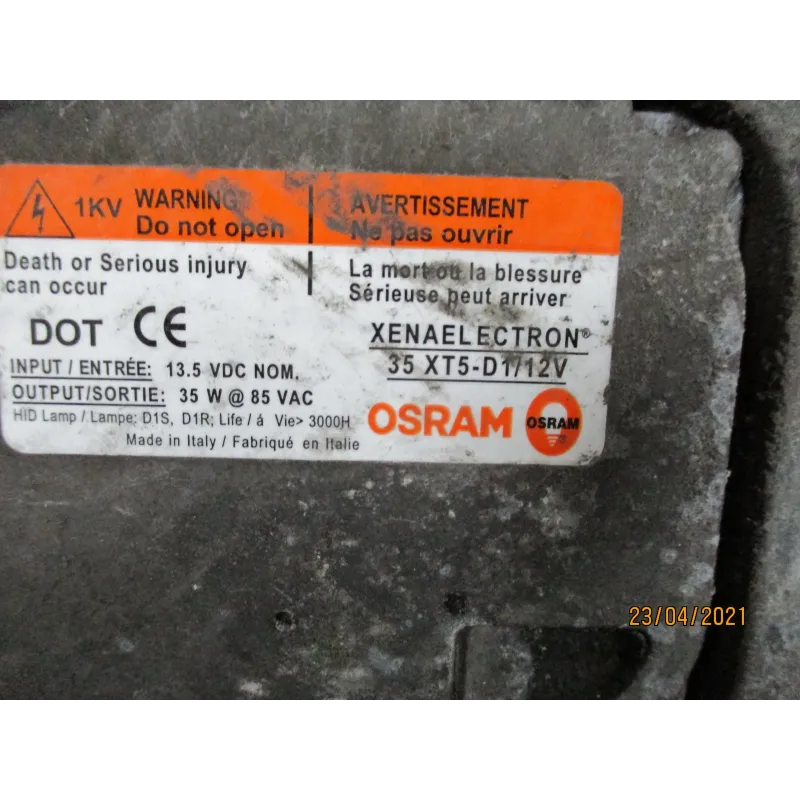 1KV WARNING
Do not open
AVERTISSEMENT
Ne pas ouvrir
Death or Serious injury
can occur
La mort ou la blessure
Sérieuse peut arriver
DOT CE
XENAELECTRON®
35 XT5-D1/12V
INPUT / ENTRÉE: 13.5 VDC NOM.
OUTPUT/SORTIE: 35 W @ 85 VAC
HID Lamp / Lampe: D1S, D1R; Life / á Vie> 3000H
Made in Italy / Fabriqué en Italie
OSRAM
OSRAM
23/04/2021